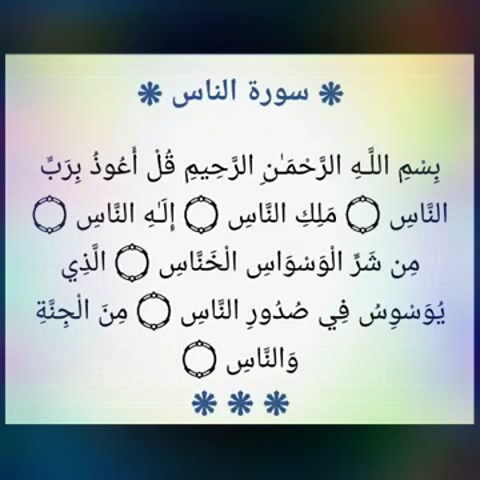 ❋ سورة الناس ❋
بِسْمِ اللَّـهِ الرَّحْمَـٰنِ الرَّحِيمِ قُلْ أَعُوذُ بِرَبِّ
النَّاسِ ۝ مَلِكِ النَّاسِ ۝ إِلَـٰهِ النَّاسِ ۝
مِن شَرِّ الْوَسْوَاسِ الْخَنَّاسِ ۝ الَّذِي
يُوَسْوِسُ فِي صُدُورِ النَّاسِ ۝ مِنَ الْجِنَّةِ
وَالنَّاسِ ۝
❋ ❋ ❋